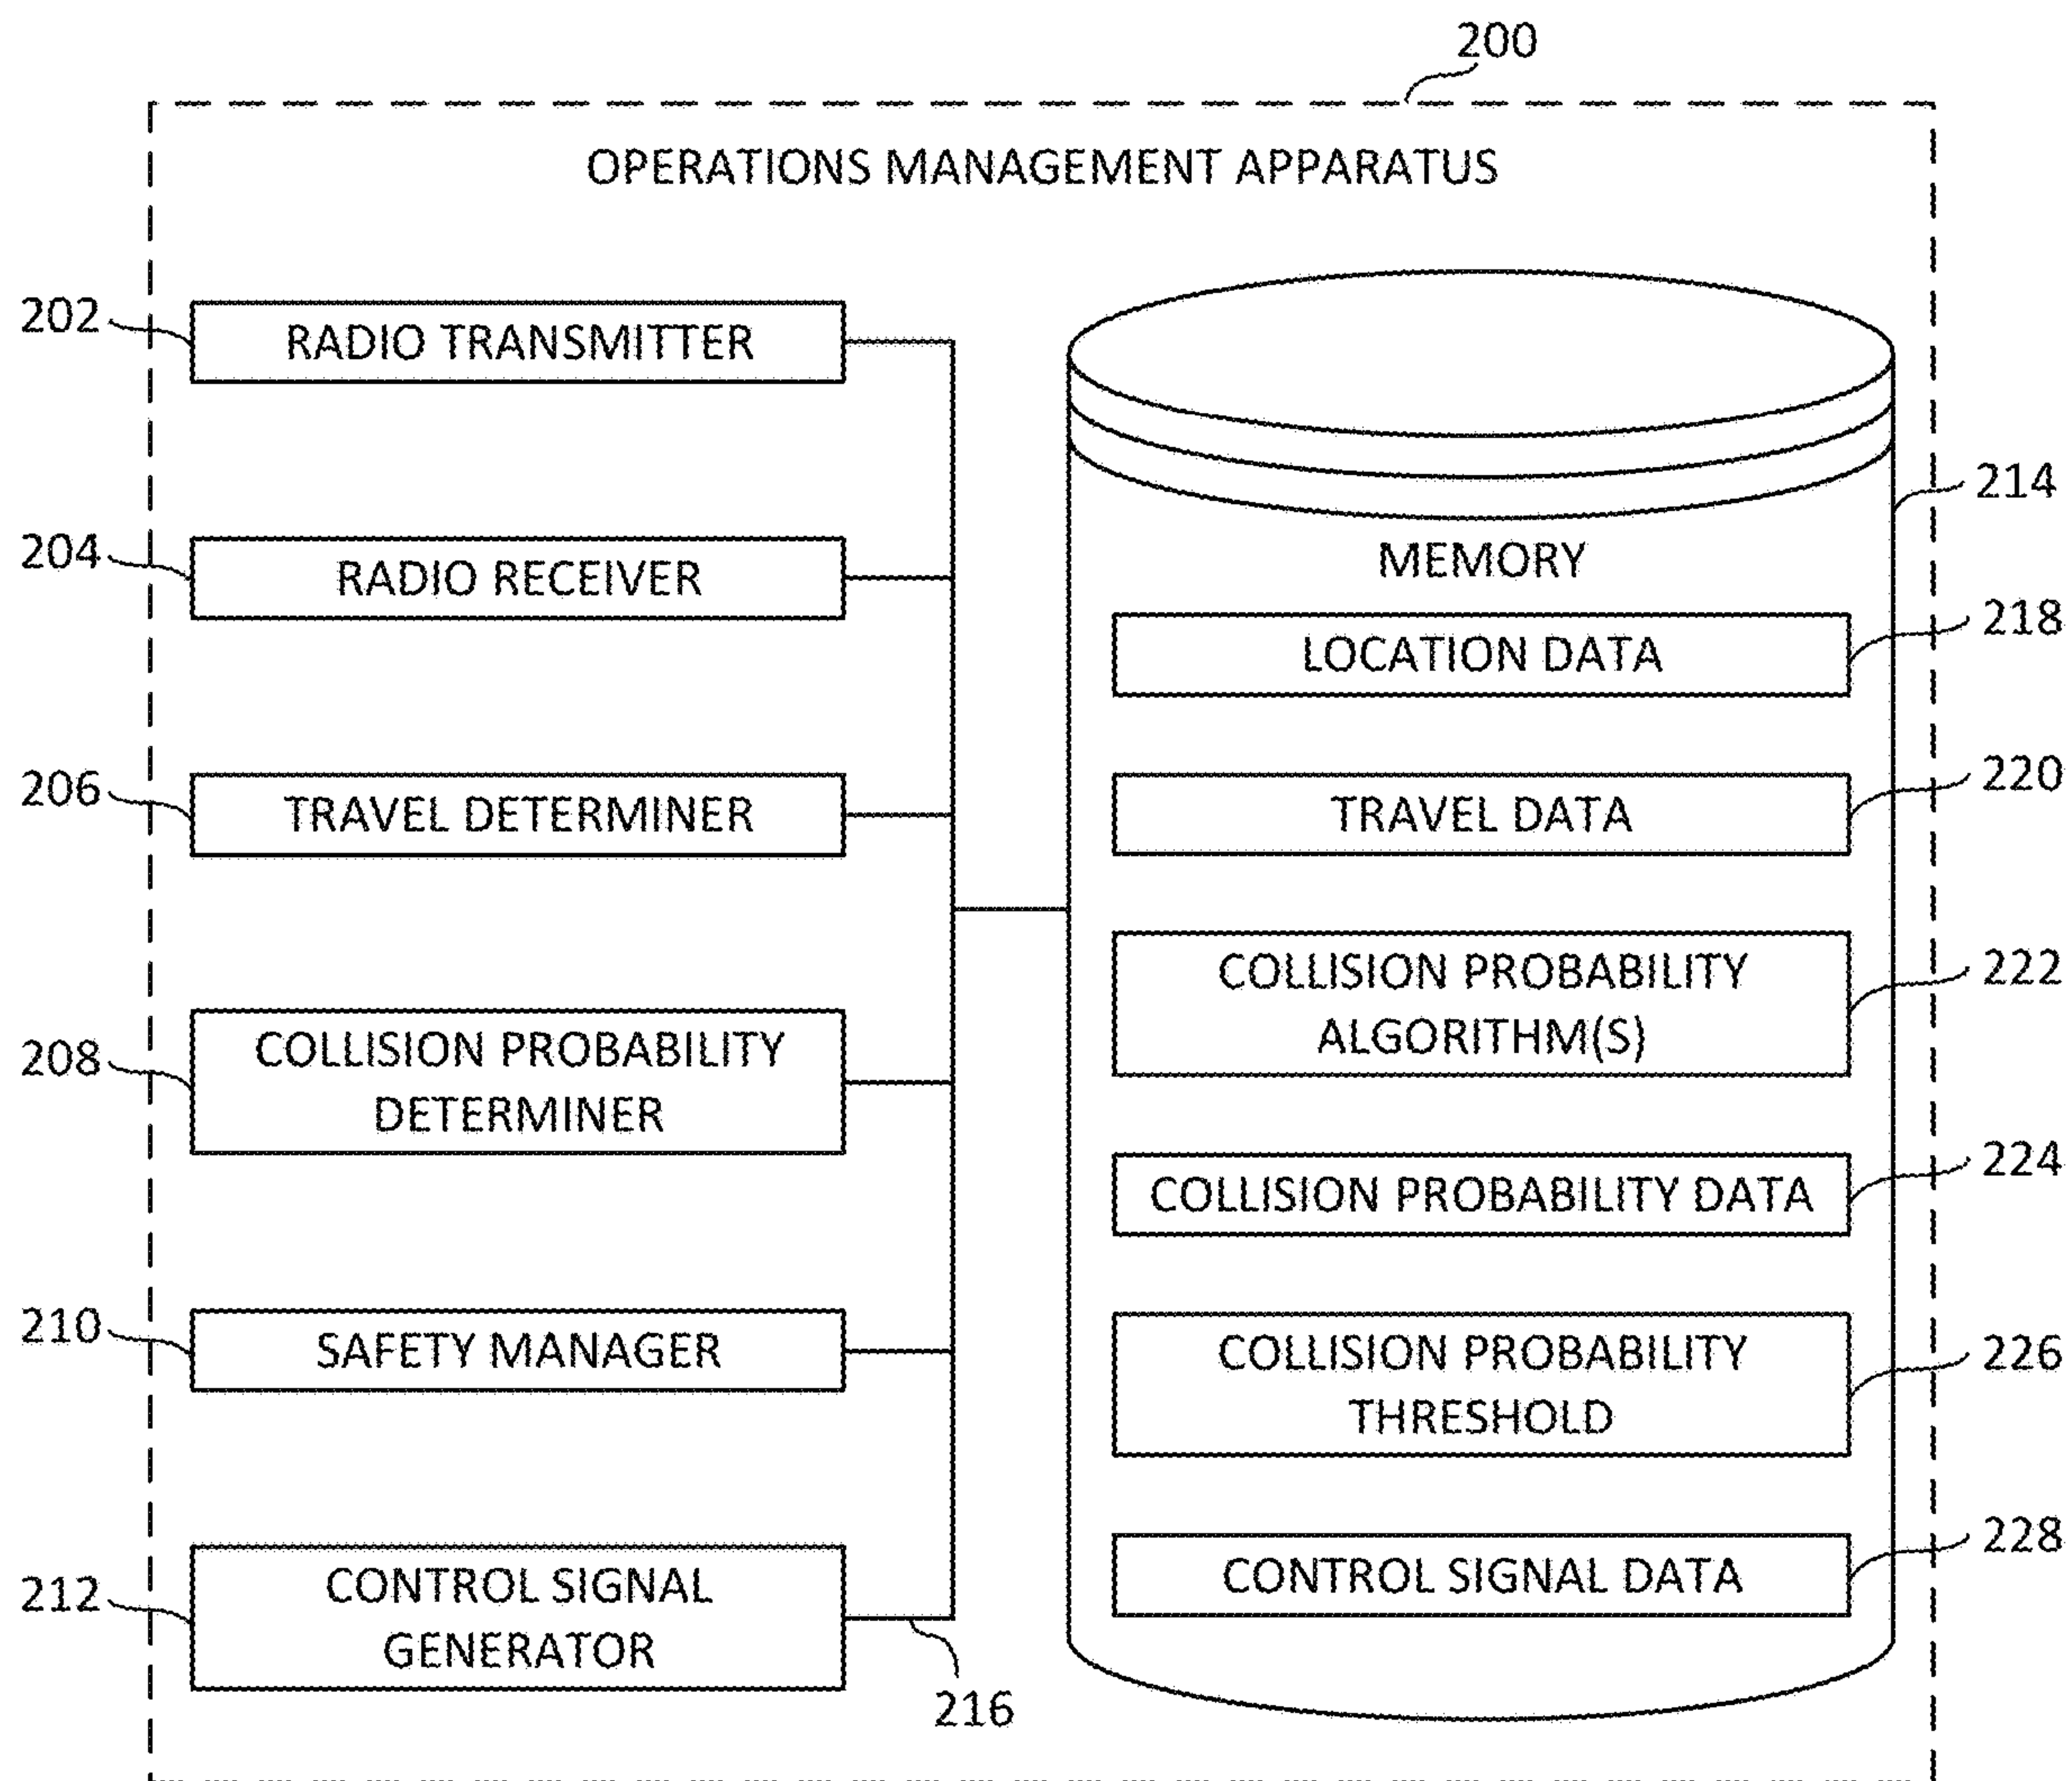 200
OPERATIONS MANAGEMENT APPARATUS
202
RADIO TRANSMITTER
204
RADIO RECEIVER
206
TRAVEL DETERMINER
208
COLLISION PROBABILITY
DETERMINER
210
SAFETY MANAGER
212
CONTROL SIGNAL
GENERATOR
216
214
MEMORY
218
LOCATION DATA
220
TRAVEL DATA
222
COLLISION PROBABILITY
ALGORITHM(S)
224
COLLISION PROBABILITY DATA
226
COLLISION PROBABILITY
THRESHOLD
228
CONTROL SIGNAL DATA